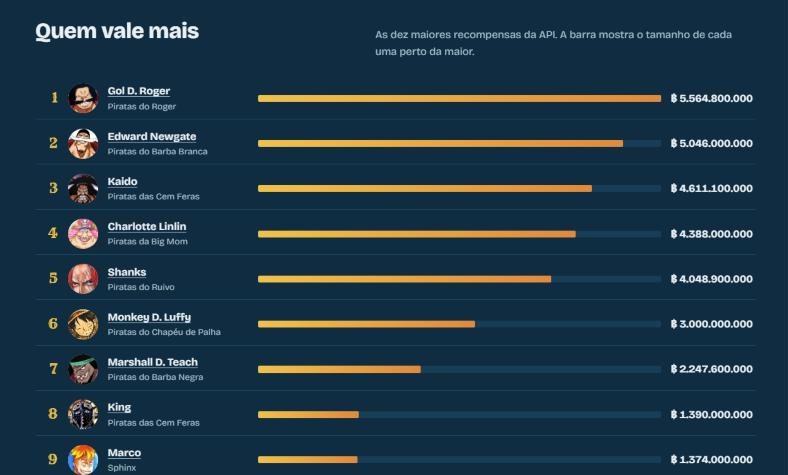 Quem vale mais
As dez maiores recompensas da API. A barra mostra o tamanho de cada
uma perto da maior.
1 Gol D. Roger ฿ 5.564.800.000
Piratas do Roger
2 Edward Newgate ฿ 5.046.000.000
Piratas do Barba Branca
3 Kaido ฿ 4.611.100.000
Piratas das Cem Feras
4 Charlotte Linlin ฿ 4.388.000.000
Piratas da Big Mom
5 Shanks ฿ 4.048.900.000
Piratas do Ruivo
6 Monkey D. Luffy ฿ 3.000.000.000
Piratas do Chapéu de Palha
7 Marshall D. Teach ฿ 2.247.600.000
Piratas do Barba Negra
8 King ฿ 1.390.000.000
Piratas das Cem Feras
9 Marco ฿ 1.374.000.000
Sphinx